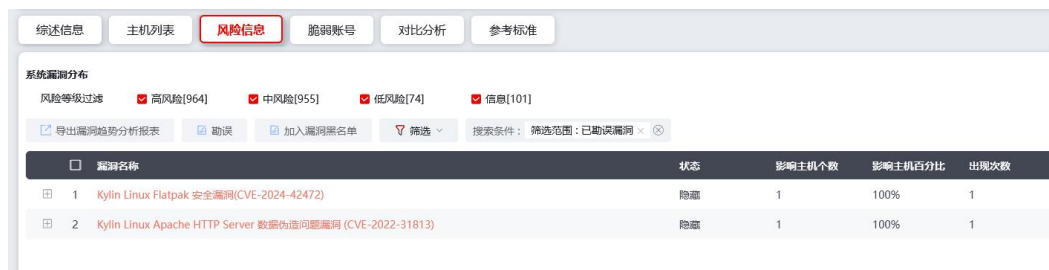 综述信息 主机列表 风险信息 脆弱账号 对比分析 参考标准
系统漏洞分布
风险等级过滤 高风险[964] 中风险[955] 低风险[74] 信息[101]
导出漏洞趋势分析报表 勘误 加入漏洞黑名单 筛选 搜索条件： 筛选范围：已勘误漏洞
漏洞名称 状态 影响主机个数 影响主机百分比 出现次数
1 Kylin Linux Flatpak 安全漏洞(CVE-2024-42472) 隐藏 1 100% 1
2 Kylin Linux Apache HTTP Server 数据伪造问题漏洞 (CVE-2022-31813) 隐藏 1 100% 1